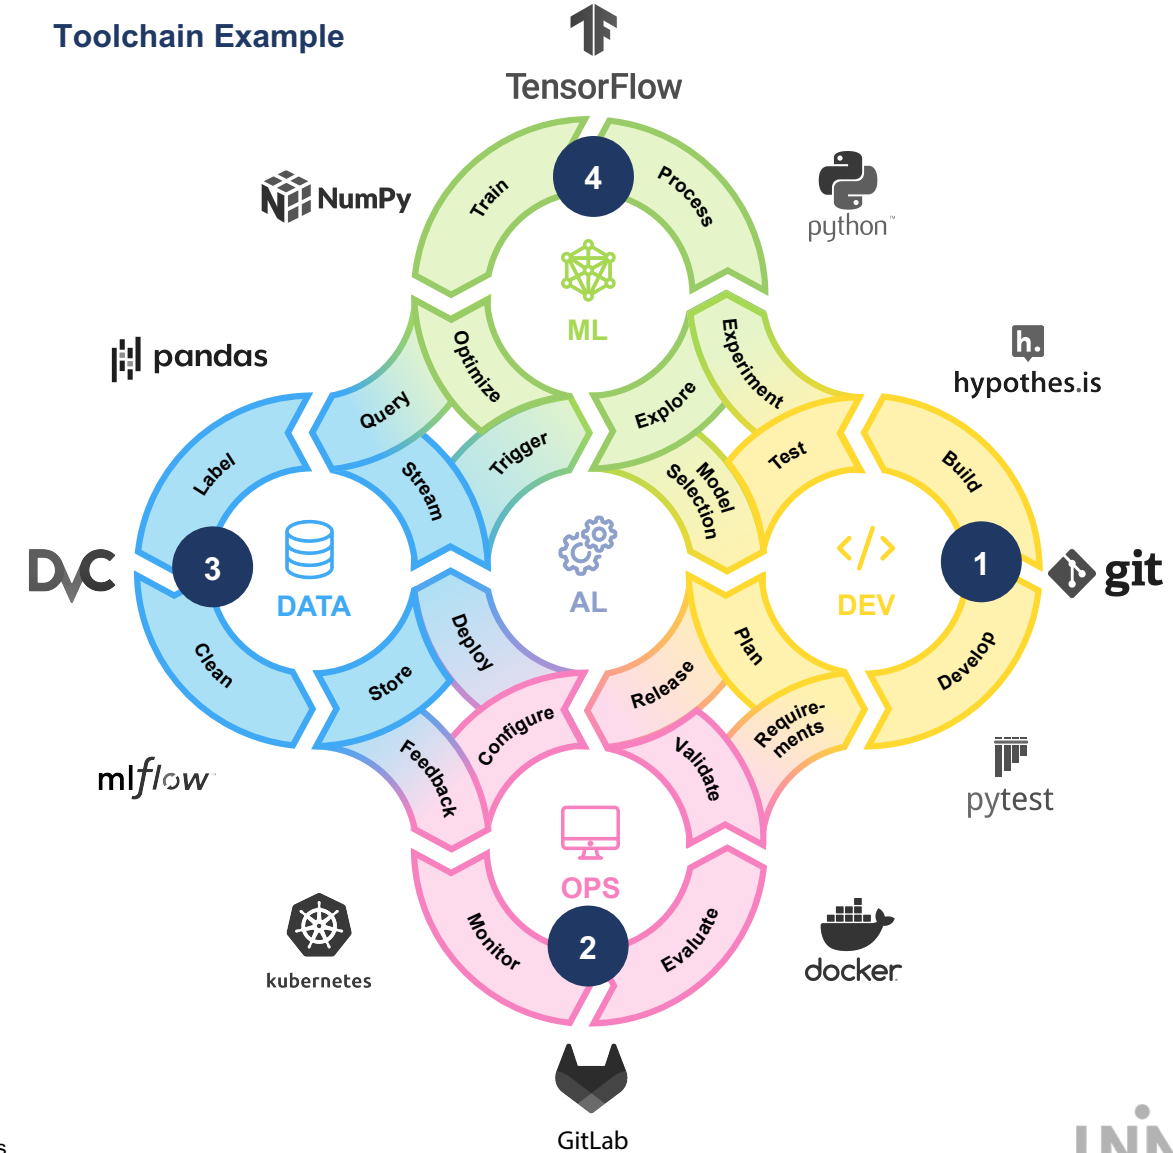 Toolchain Example
TensorFlow
4
Train
Process
NumPy
python™
ML
pandas
Optimize
Experiment
hypothes.is
Query
Explore
Trigger
Test
Label
Stream
Model
Selection
Build
DVC
3
DATA
AL
DEV
1
git
Clean
Deploy
Plan
Develop
Store
Release
Configure
Require-
ments
Feedback
Validate
mlflow
pytest
OPS
Monitor
2
Evaluate
kubernetes
docker
GitLab